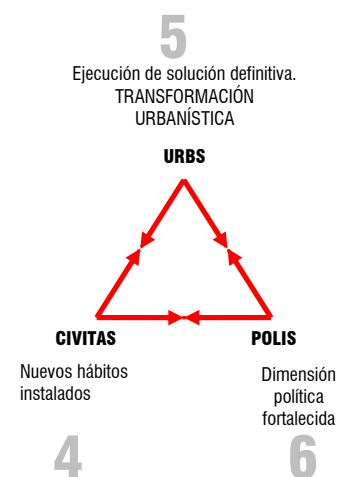 5
Ejecución de solución definitiva.
TRANSFORMACIÓN
URBANÍSTICA
URBS
CIVITAS
POLIS
Nuevos hábitos
instalados
Dimensión
política
fortalecida
4
6